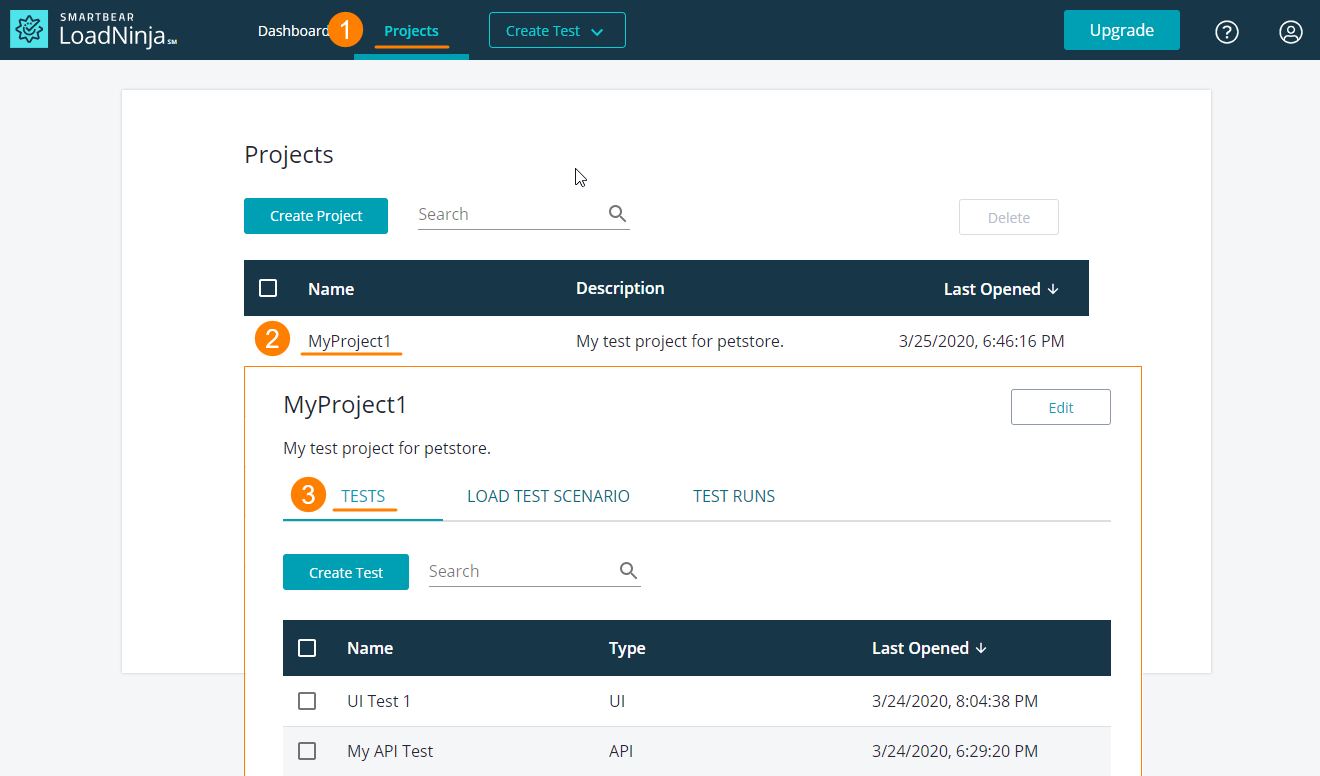 SMARTBEAR
LoadNinja SM
Dashboard 1 Projects Create Test Upgrade ?
Projects
Create Project Search Delete
Name Description Last Opened
2 MyProject1 My test project for petstore. 3/25/2020, 6:46:16 PM
MyProject1 Edit
My test project for petstore.
3 TESTS LOAD TEST SCENARIO TEST RUNS
Create Test Search
Name Type Last Opened
UI Test 1 UI 3/24/2020, 8:04:38 PM
My API Test API 3/24/2020, 6:29:20 PM